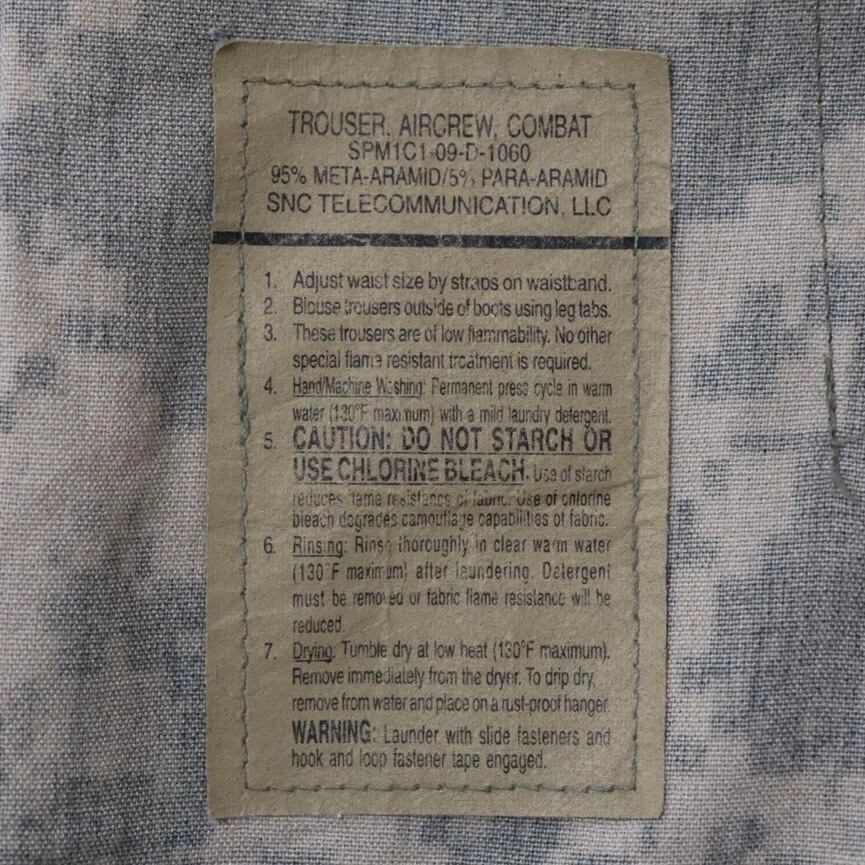 TROUSER, AIRCREW, COMBAT
SPM1C1-09-D-1060
95% META-ARAMID/5% PARA-ARAMID
SNC TELECOMMUNICATION, LLC
1. Adjust waist size by straps on waistband.
2. Blouse trousers outside of boots using leg tabs.
3. These trousers are of low flammability. No other
special flame resistant treatment is required.
4. Hand/Machine Washing: Permanent press cycle in warm
water (130°F maximum) with a mild laundry detergent.
5. CAUTION: DO NOT STARCH OR
USE CHLORINE BLEACH. Use of starch
reduces flame resistance of fabric. Use of chlorine
bleach degrades camouflage capabilities of fabric.
6. Rinsing: Rinse thoroughly in clear warm water
(130°F maximum) after laundering. Detergent
must be removed or fabric flame resistance will be
reduced
7. Drying: Tumble dry at low heat (130°F maximum).
Remove immediately from the dryer. To drip dry,
remove from water and place on a rust-proof hanger.
WARNING: Launder with slide fasteners and
hook and loop fastener tape engaged.